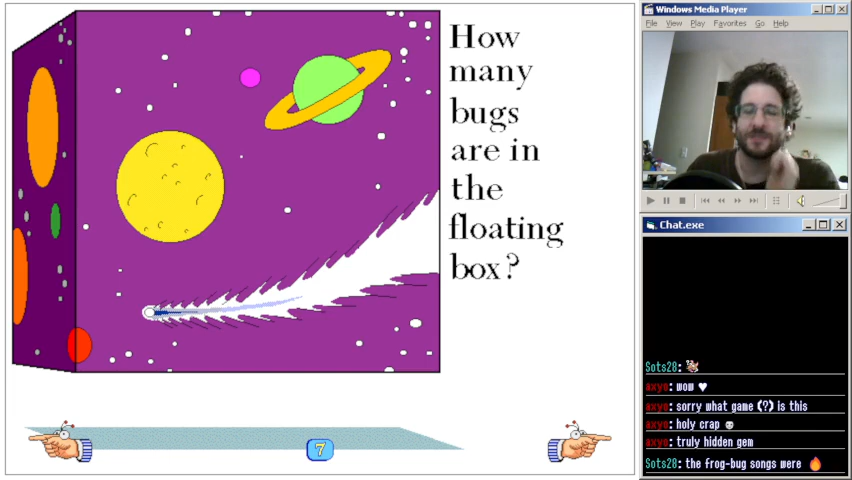 How
many
bugs
are in
the
floating
box?
7
Windows Media Player
File View Play Favorites Go Help
Chat.exe
Sots28:
axyo: wow ♥
axyo: sorry what game (?) is this
axyo: holy crap
axyo: truly hidden gem
Sots28: the frog-bug songs were